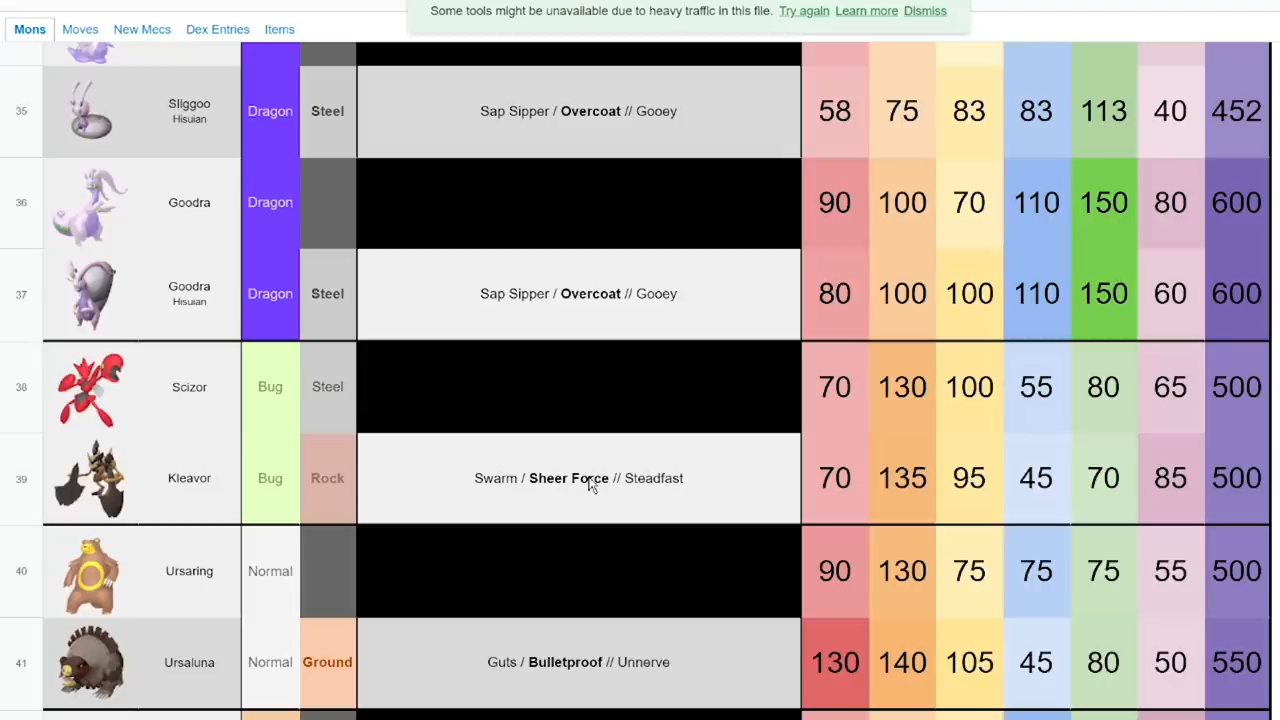 Some tools might be unavailable due to heavy traffic in this file. Try again Learn more Dismiss
Mons Moves New Mecs Dex Entries Items
35 Sliggoo Hisuian Dragon Steel Sap Sipper / Overcoat // Gooey 58 75 83 83 113 40 452
36 Goodra Dragon 90 100 70 110 150 80 600
37 Goodra Hisuian Dragon Steel Sap Sipper / Overcoat // Gooey 80 100 100 110 150 60 600
38 Scizor Bug Steel 70 130 100 55 80 65 500
39 Kleavor Bug Rock Swarm / Sheer Force // Steadfast 70 135 95 45 70 85 500
40 Ursaring Normal 90 130 75 75 75 55 500
41 Ursaluna Normal Ground Guts / Bulletproof // Unnerve 130 140 105 45 80 50 550